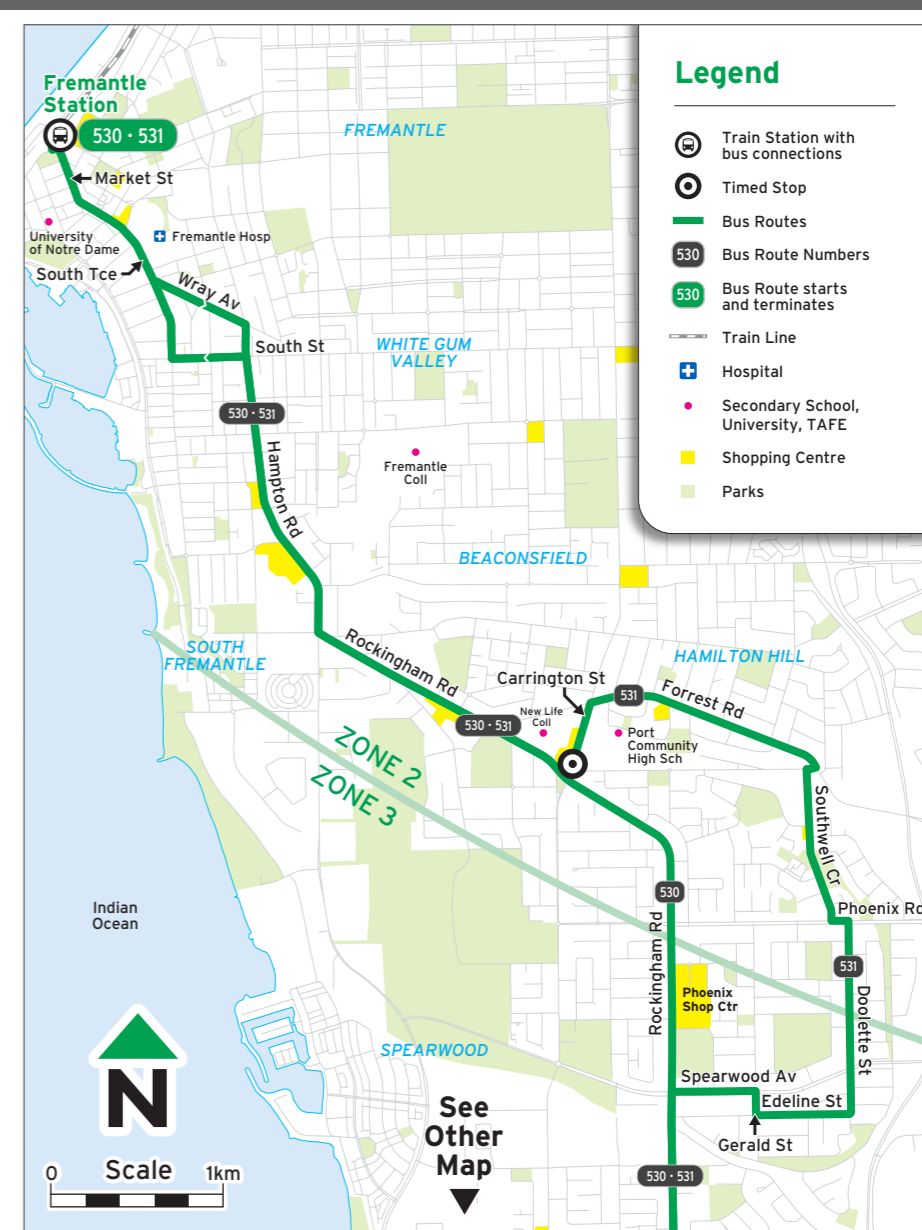 Fremantle
Station
530 • 531
Market St
University
of Notre Dame
Fremantle Hosp
South Tce
Wray Av
South St
FREMANTLE
WHITE GUM
VALLEY
530 • 531
Hampton Rd
Fremantle
Coll
BEACONSFIELD
SOUTH
FREMANTLE
Rockingham Rd
Carrington St
HAMILTON HILL
531
Forrest Rd
New Life
Coll
530 • 531
Port
Community
High Sch
ZONE 2
ZONE 3
Southwell Cr
530
Phoenix Rd
Indian
Ocean
Rockingham Rd
531
Phoenix
Shop Ctr
Doolette St
SPEARWOOD
Spearwood Av
Edeline St
Gerald St
See
Other
Map
530 • 531
N
0 Scale 1km
Legend
Train Station with
bus connections
Timed Stop
Bus Routes
530 Bus Route Numbers
530 Bus Route starts
and terminates
Train Line
Hospital
Secondary School,
University, TAFE
Shopping Centre
Parks